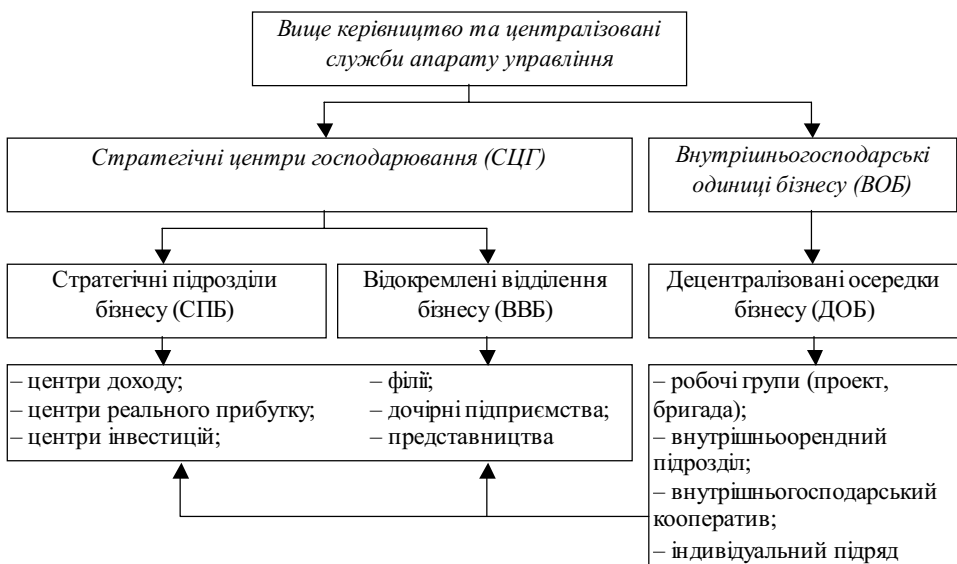 Вище керівництво та централізовані
служби апарату управління
Стратегічні центри господарювання (СЦГ)
Внутрішньогосподарські
одиниці бізнесу (ВОБ)
Стратегічні підрозділи
бізнесу (СПБ)
Відокремлені відділення
бізнесу (ВВБ)
Децентралізовані осередки
бізнесу (ДОБ)
– центри доходу;
– центри реального прибутку;
– центри інвестицій;
– філії;
– дочірні підприємства;
– представництва
– робочі групи (проект,
бригада);
– внутрішньоорендний
підрозділ;
– внутрішньогосподарський
кооператив;
– індивідуальний підряд